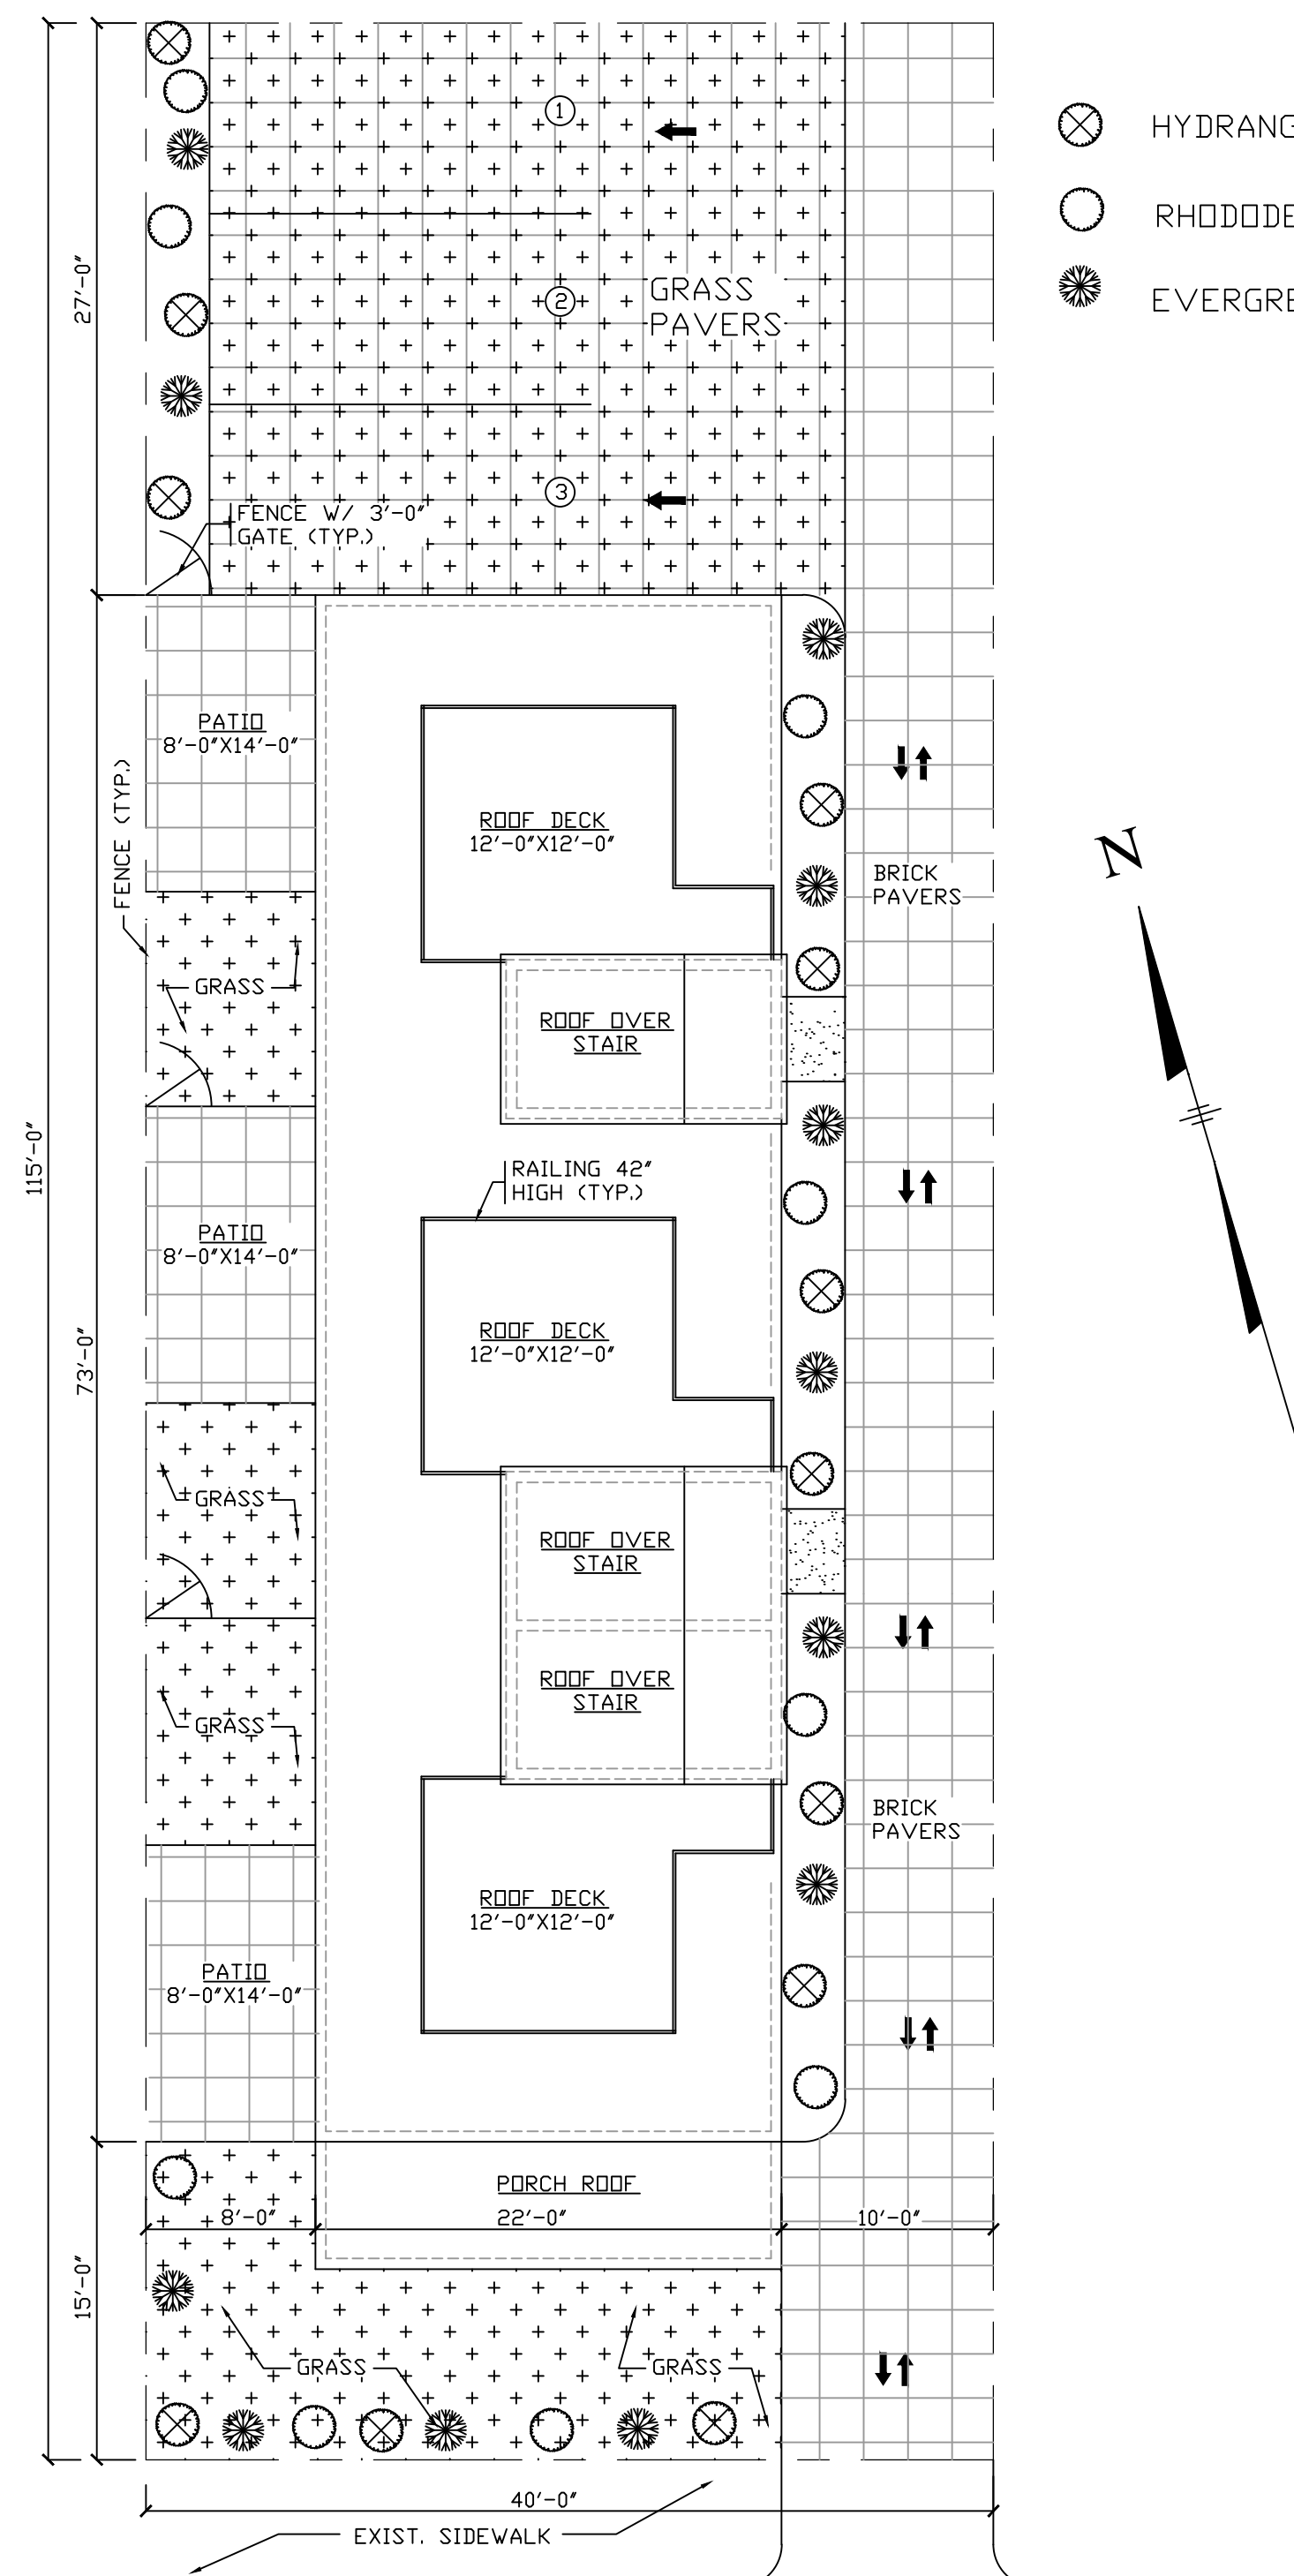 HYDRANG
RHODODE
EVERGRE
1
GRASS
PAVERS
2
27'-0"
3
FENCE W/ 3'-0"
GATE (TYP.)
PATIO
8'-0"X14'-0"
FENCE (TYP.)
ROOF DECK
12'-0"X12'-0"
BRICK
PAVERS
N
GRASS
ROOF OVER
STAIR
115'-0"
RAILING 42"
HIGH (TYP.)
PATIO
8'-0"X14'-0"
73'-0"
ROOF DECK
12'-0"X12'-0"
GRASS
ROOF OVER
STAIR
ROOF OVER
STAIR
GRASS
BRICK
PAVERS
ROOF DECK
12'-0"X12'-0"
PATIO
8'-0"X14'-0"
PORCH ROOF
8'-0"
22'-0"
10'-0"
15'-0"
GRASS
GRASS
40'-0"
EXIST. SIDEWALK